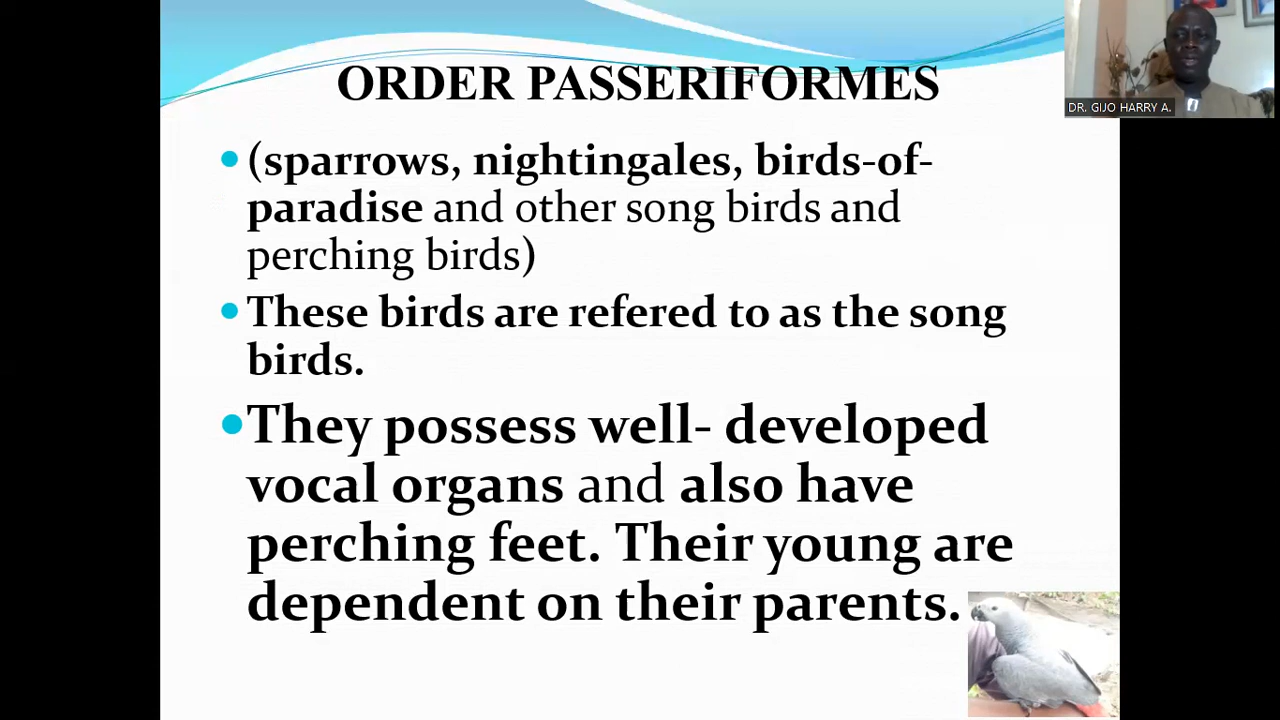 ORDER PASSERIFORMES
DR. GIJO HARRY A.
•(sparrows, nightingales, birds-of-
paradise and other song birds and
perching birds)
•These birds are refered to as the song
birds.
•They possess well- developed
vocal organs and also have
perching feet. Their young are
dependent on their parents.